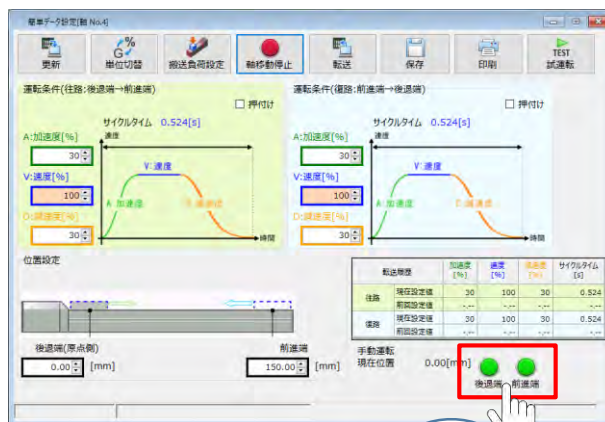 簡単データ設定[軸 No.4]
更新
単位切替
搬送負荷設定
軸移動停止
転送
保存
印刷
TEST
試運転
運転条件(往路:後退端→前進端)
押付け
サイクルタイム 0.524[s]
A:加速度[%]
30
V:速度[%]
100
D:減速度[%]
30
速度
V:速度
A:加速度
D:減速度
時間
運転条件(復路:前進端→後退端)
押付け
サイクルタイム 0.524[s]
A:加速度[%]
30
V:速度[%]
100
D:減速度[%]
30
速度
V:速度
A:加速度
D:減速度
時間
位置設定
後退端(原点側)
0.00 [mm]
前進端
150.00 [mm]
転送履歴 加速度[%] 速度[%] 減速度[%] サイクルタイム[s]
往路 現在設定値 30 100 30 0.524
前回設定値 -.-- -.-- -.-- -.--
復路 現在設定値 30 100 30 0.524
前回設定値 -.-- -.-- -.-- -.--
手動運転
現在位置 0.00[mm]
後退端 前進端